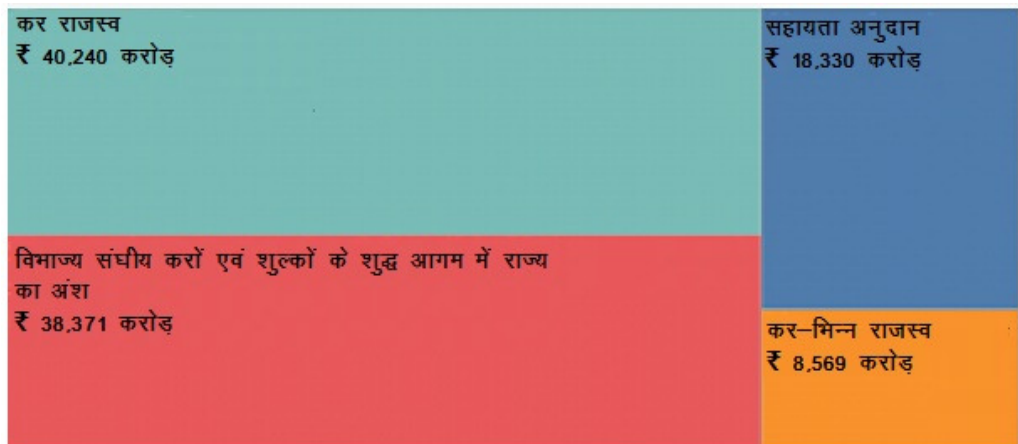 कर राजस्व
₹ 40,240 करोड़
सहायता अनुदान
₹ 18,330 करोड़
विभाज्य संघीय करों एवं शुल्कों के शुद्ध आगम में राज्य
का अंश
₹ 38,371 करोड़
कर–भिन्न राजस्व
₹ 8,569 करोड़